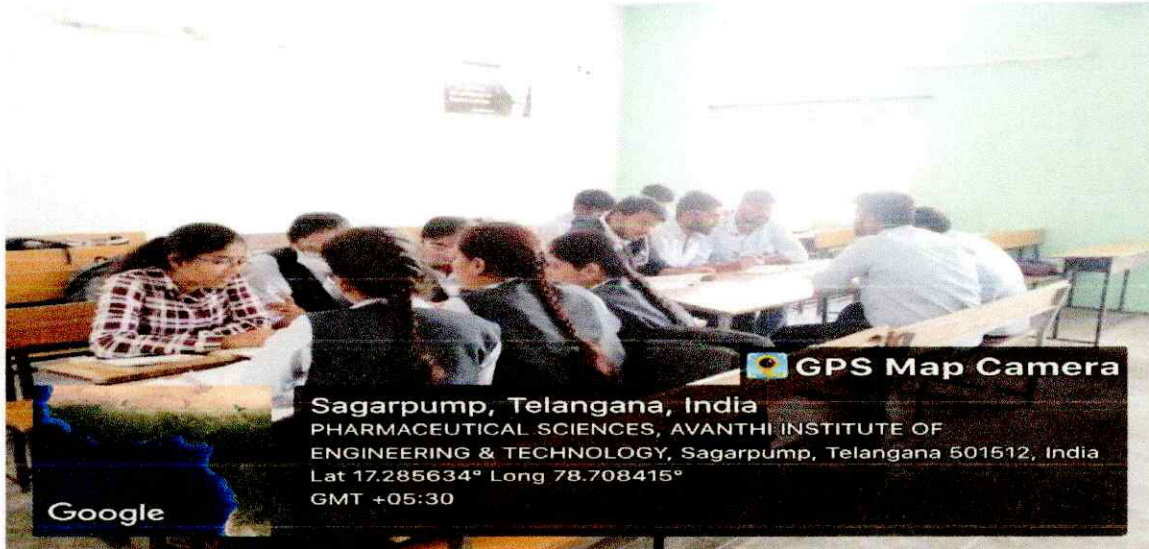 GPS Map Camera
Sagarpump, Telangana, India
PHARMACEUTICAL SCIENCES, AVANTHI INSTITUTE OF
ENGINEERING & TECHNOLOGY, Sagarpump, Telangana 501512, India
Lat 17.285634° Long 78.708415°
GMT +05:30
Google